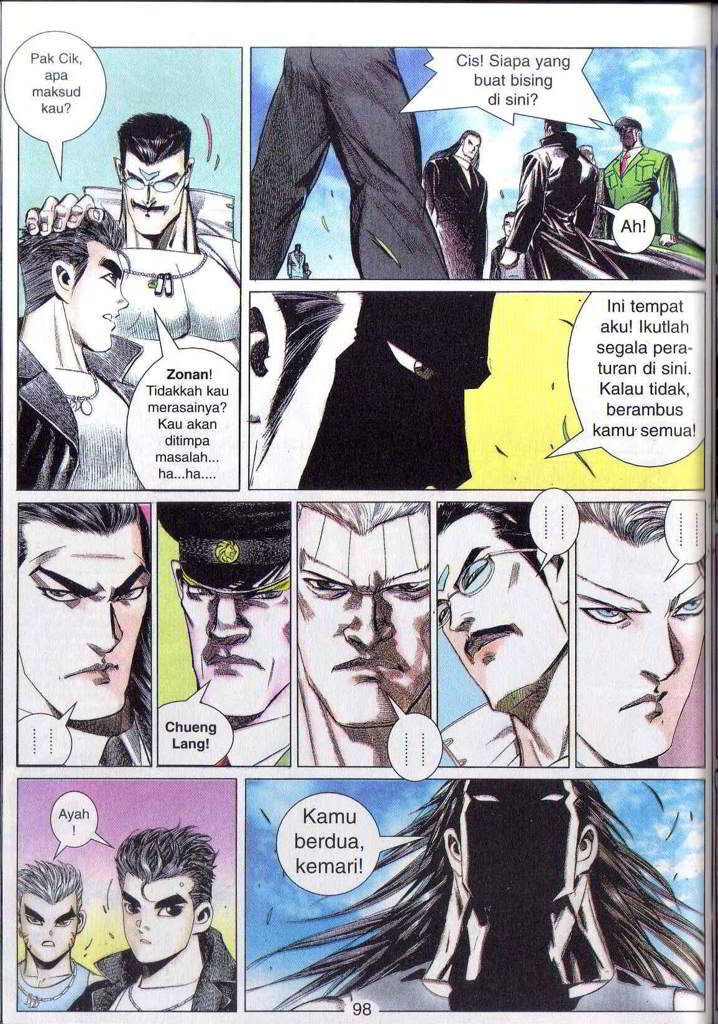 Pak Cik,
apa
maksud
kau?
Zonan!
Tidakkah kau
merasainya?
Kau akan
ditimpa
masalah...
ha...ha....
Cis! Siapa yang
buat bising
di sini?
Ah!
Ini tempat
aku! Ikutlah
segala pera-
turan di sini.
Kalau tidak,
berambus
kamu semua!
Chueng
Lang!
Ayah
!
Kamu
berdua,
kemari!
98